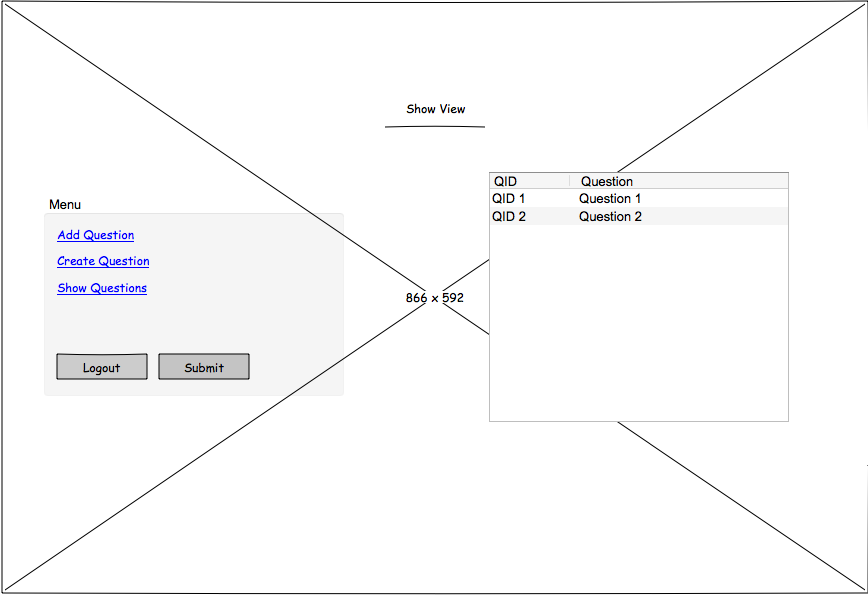 Show View
Menu
Add Question
Create Question
Show Questions
Logout Submit
866 x 592
QID Question
QID 1 Question 1
QID 2 Question 2